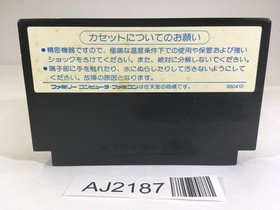 カセットについてのお願い
●精密機器ですので、極端な温度条件下での使用や保管および強い
ショックをさけてください。また、絶対に分解しないでください。
●端子部に手を触れたり、水にぬらしたりして汚さないようにして
ください。故障の原因となります。
ファミリーコンピュータ・ファミコンは任天堂の商標です。
R80410
AJ2187